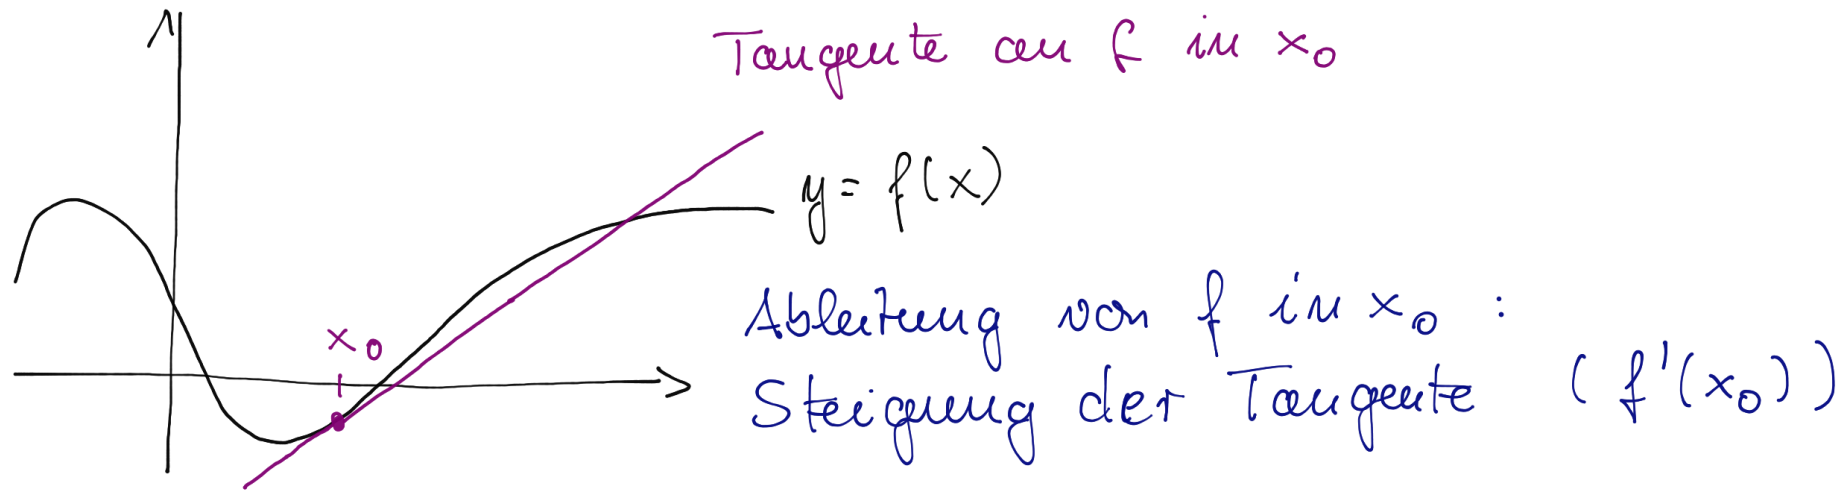 Tangente an f in x₀
y = f(x)
x₀
Ableitung von f in x₀ :
Steigung der Tangente (f'(x₀))